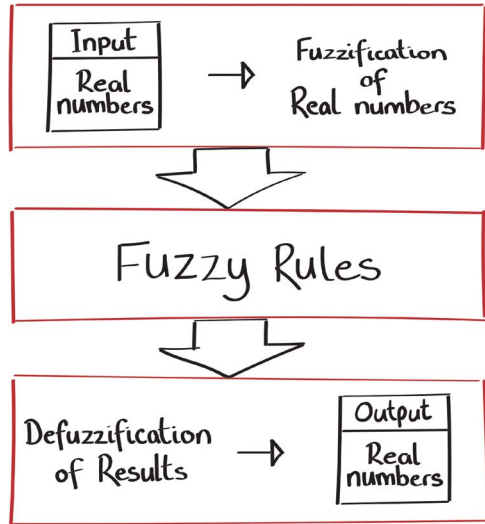 Input
Real
numbers
Fuzzification
of
Real numbers
Fuzzy Rules
Defuzzification
of Results
Output
Real
numbers